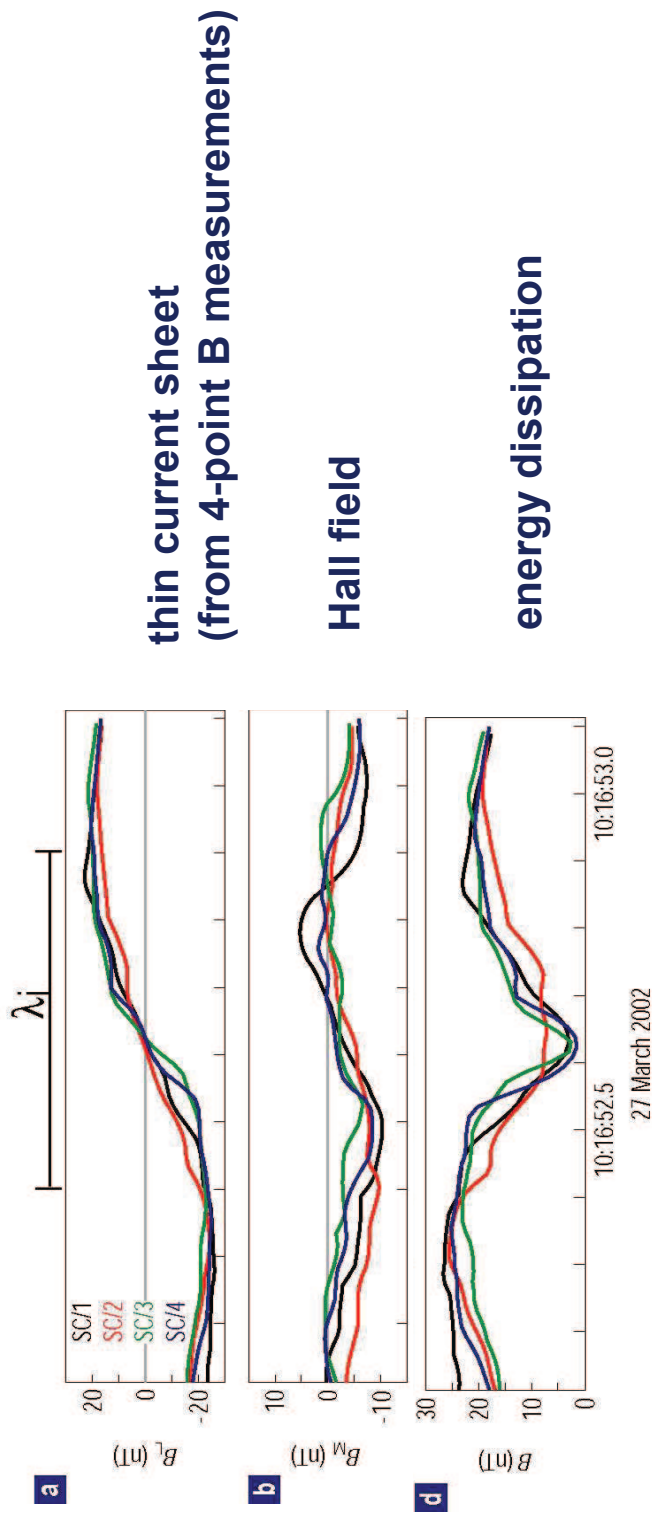 a
B_L (nT)
20
0
-20
SC/1
SC/2
SC/3
SC/4
λi
thin current sheet
(from 4-point B measurements)
b
B_M (nT)
10
0
-10
Hall field
d
B (nT)
30
20
10
0
10:16:52.5
10:16:53.0
27 March 2002
energy dissipation